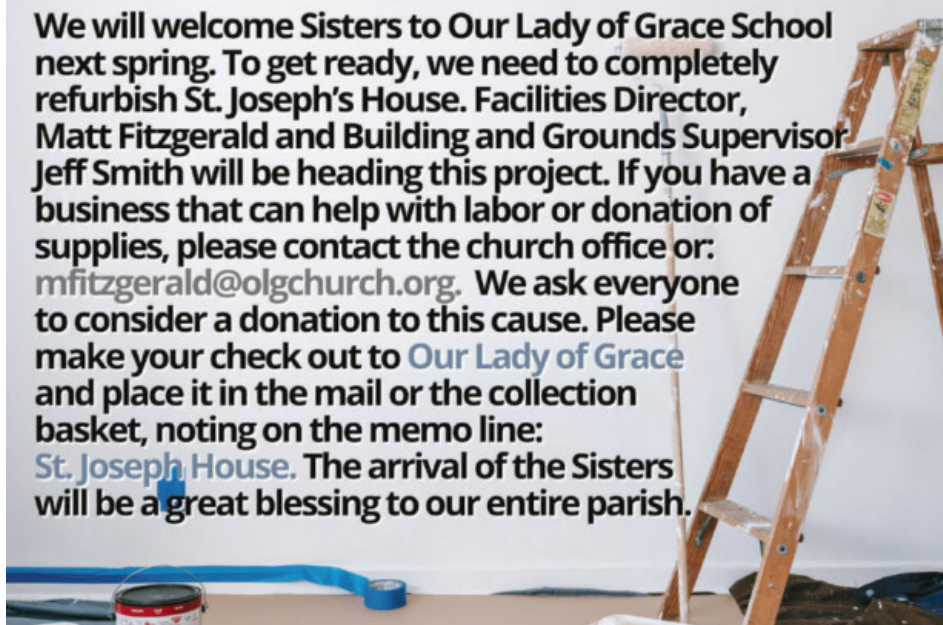 We will welcome Sisters to Our Lady of Grace School
next spring. To get ready, we need to completely
refurbish St. Joseph's House. Facilities Director,
Matt Fitzgerald and Building and Grounds Supervisor
Jeff Smith will be heading this project. If you have a
business that can help with labor or donation of
supplies, please contact the church office or:
mfitzgerald@olgchurch.org. We ask everyone
to consider a donation to this cause. Please
make your check out to Our Lady of Grace
and place it in the mail or the collection
basket, noting on the memo line:
St. Joseph House. The arrival of the Sisters
will be a great blessing to our entire parish.